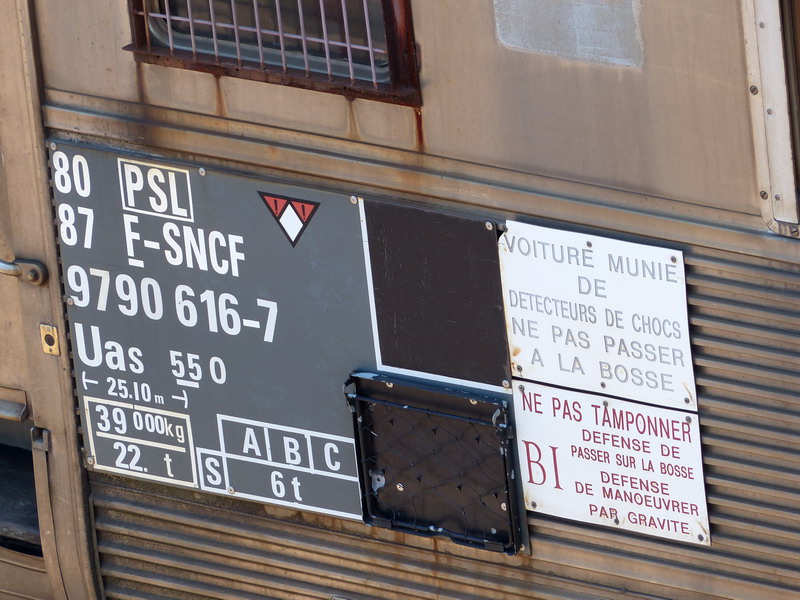 80 PSL
87 F-SNCF
9790 616-7
Uas 550
25.10 m
39 000kg
22. t
S A B C
6t
VOITURE MUNIE
DE
DETECTEURS DE CHOCS
NE PAS PASSER
A LA BOSSE
NE PAS TAMPONNER
DEFENSE DE
PASSER SUR LA BOSSE
BI
DEFENSE
DE MANOEUVRER
PAR GRAVITE